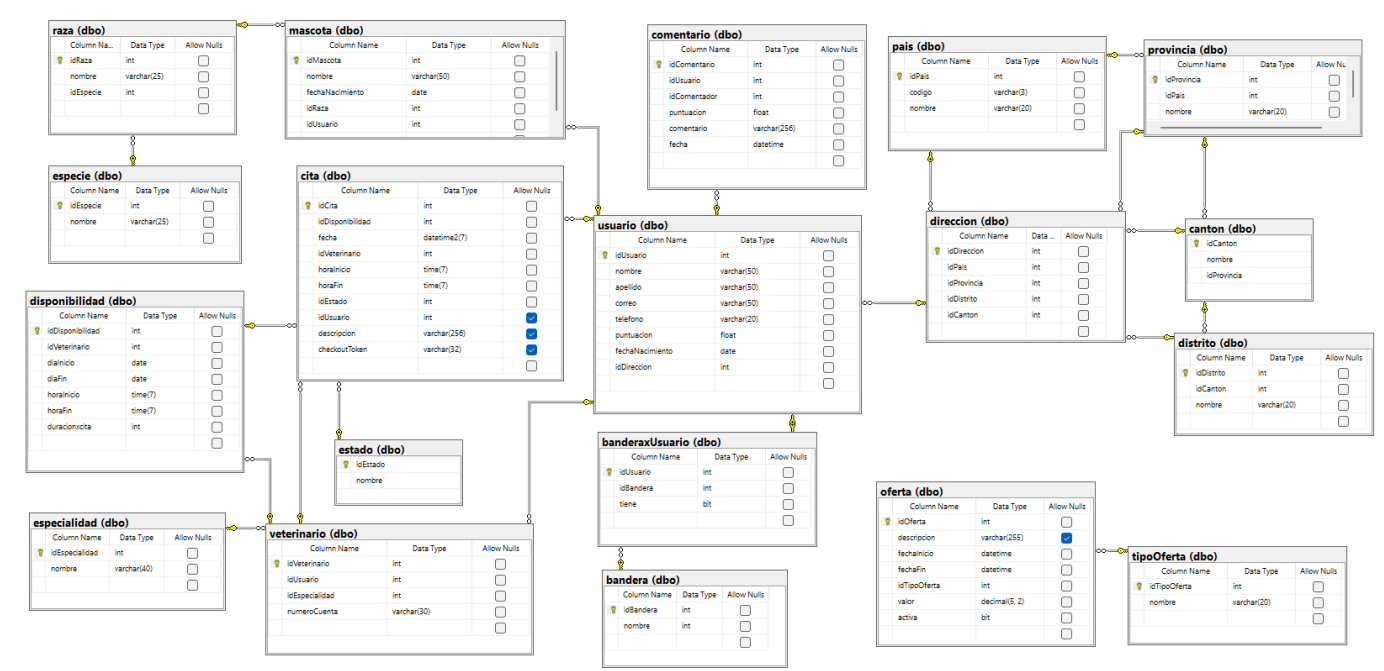 raza (dbo)
Column Na... Data Type Allow Nulls
idRaza int
nombre varchar(25)
idEspecie int
mascota (dbo)
Column Name Data Type Allow Nulls
idMascota int
nombre varchar(50)
fechaNacimiento date
idRaza int
idUsuario int
comentario (dbo)
Column Name Data Type Allow Nulls
idComentario int
idUsuario int
idComentador int
puntuacion float
comentario varchar(256)
fecha datetime
pais (dbo)
Column Name Data Type Allow Nulls
idPais int
codigo varchar(3)
nombre varchar(20)
provincia (dbo)
Column Name Data Type Allow Nu
idProvincia int
idPais int
nombre varchar(20)
especie (dbo)
Column Name Data Type Allow Nulls
idEspecie int
nombre varchar(25)
cita (dbo)
Column Name Data Type Allow Nulls
idCita int
idDisponibilidad int
fecha datetime2(7)
idVeterinario int
horaInicio time(7)
horaFin time(7)
idEstado int
idUsuario int
descripcion varchar(256)
checkoutToken varchar(32)
usuario (dbo)
Column Name Data Type Allow Nulls
idUsuario int
nombre varchar(50)
apellido varchar(50)
correo varchar(50)
telefono varchar(20)
puntuacion float
fechaNacimiento date
idDireccion int
direccion (dbo)
Column Name Data ... Allow Nulls
idDireccion int
idPais int
idProvincia int
idDistrito int
idCanton int
canton (dbo)
idCanton
nombre
idProvincia
disponibilidad (dbo)
Column Name Data Type Allow Nulls
idDisponibilidad int
idVeterinario int
diaInicio date
diaFin date
horaInicio time(7)
horaFin time(7)
duracionxcita int
distrito (dbo)
Column Name Data Type Allow Nulls
idDistrito int
idCanton int
nombre varchar(20)
estado (dbo)
idEstado
nombre
banderaxUsuario (dbo)
Column Name Data Type Allow Nulls
idUsuario int
idBandera int
tiene bit
especialidad (dbo)
Column Name Data Type Allow Nulls
idEspecialidad int
nombre varchar(40)
veterinario (dbo)
Column Name Data Type Allow Nulls
idVeterinario int
idUsuario int
idEspecialidad int
numeroCuenta varchar(30)
bandera (dbo)
Column Name Data Type Allow Nulls
idBandera int
nombre int
oferta (dbo)
Column Name Data Type Allow Nulls
idOferta int
descripcion varchar(255)
fechaInicio datetime
fechaFin datetime
idTipoOferta int
valor decimal(5, 2)
activa bit
tipoOferta (dbo)
Column Name Data Type Allow Nulls
idTipoOferta int
nombre varchar(20)